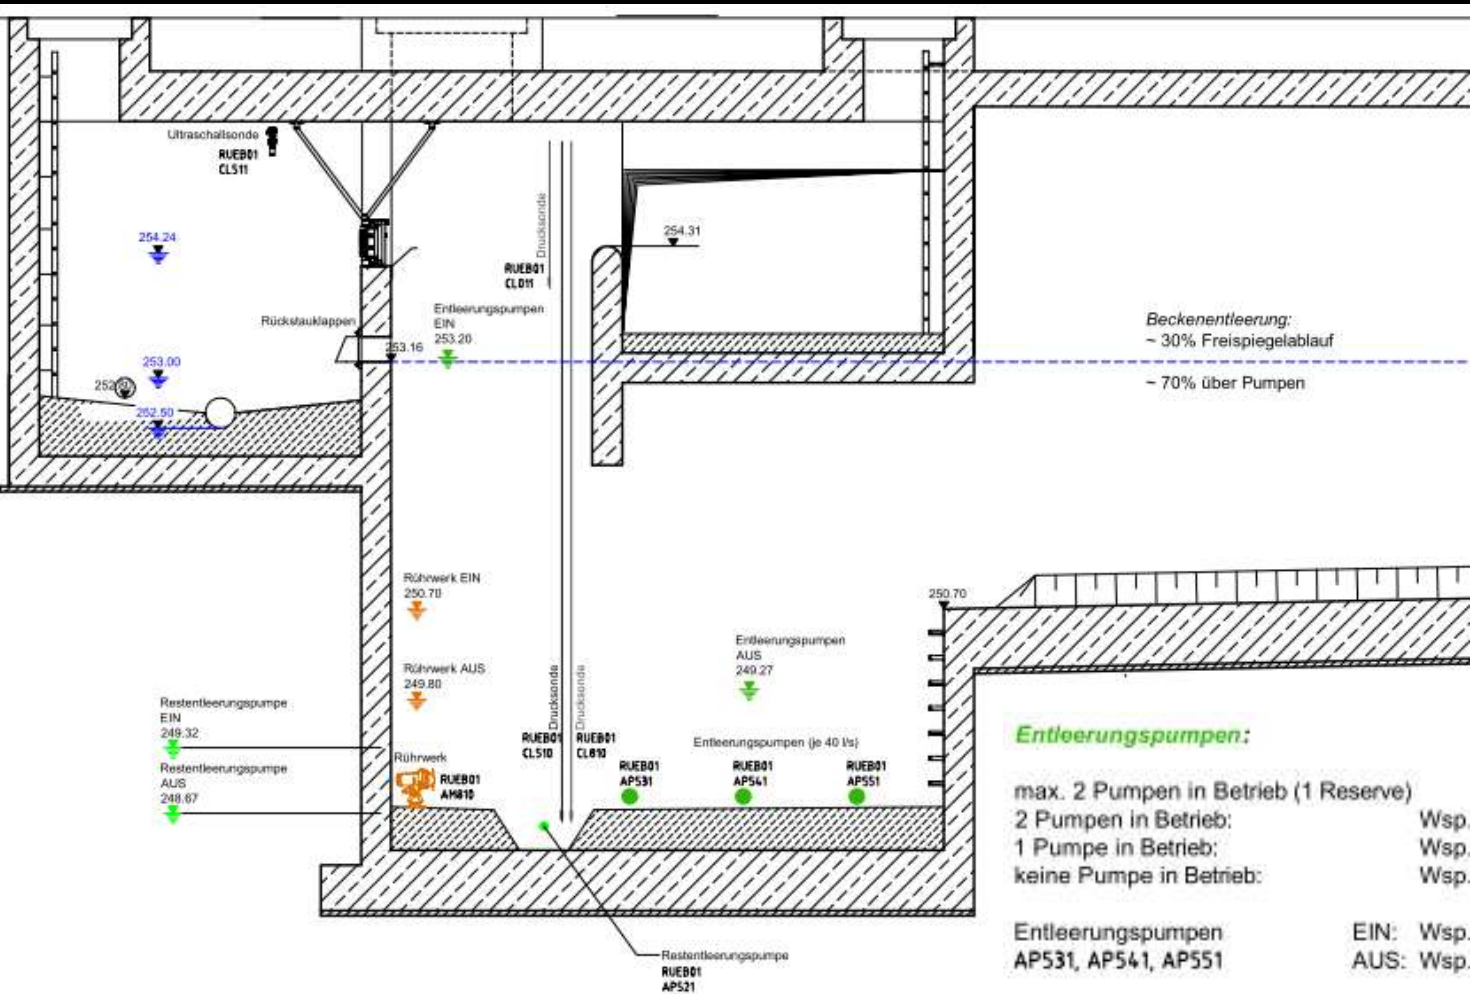 Ultraschallsonde
RUEB01
CLS11
254.24
Drucksonde
RUEB01
CL011
254.31
Entleerungspumpen
EIN
253.20
Rückstauklappen
253.16
253.00
252.50
Beckenentleerung:
~ 30% Freispiegelablauf
~ 70% über Pumpen
Rührwerk EIN
250.70
250.70
Rührwerk AUS
249.80
Entleerungspumpen
AUS
249.27
Restentleerungspumpe
EIN
249.32
Restentleerungspumpe
AUS
248.67
Drucksonde
Drucksonde
RUEB01
CLS10
RUEB01
CL810
Entleerungspumpen (je 40 l/s)
RUEB01
AP531
RUEB01
AP541
RUEB01
AP551
Rührwerk
RUEB01
AM810
Entleerungspumpen:
max. 2 Pumpen in Betrieb (1 Reserve)
2 Pumpen in Betrieb: Wsp.
1 Pumpe in Betrieb: Wsp.
keine Pumpe in Betrieb: Wsp.
Entleerungspumpen EIN: Wsp.
AP531, AP541, AP551 AUS: Wsp.
Restentleerungspumpe
RUEB01
AP521